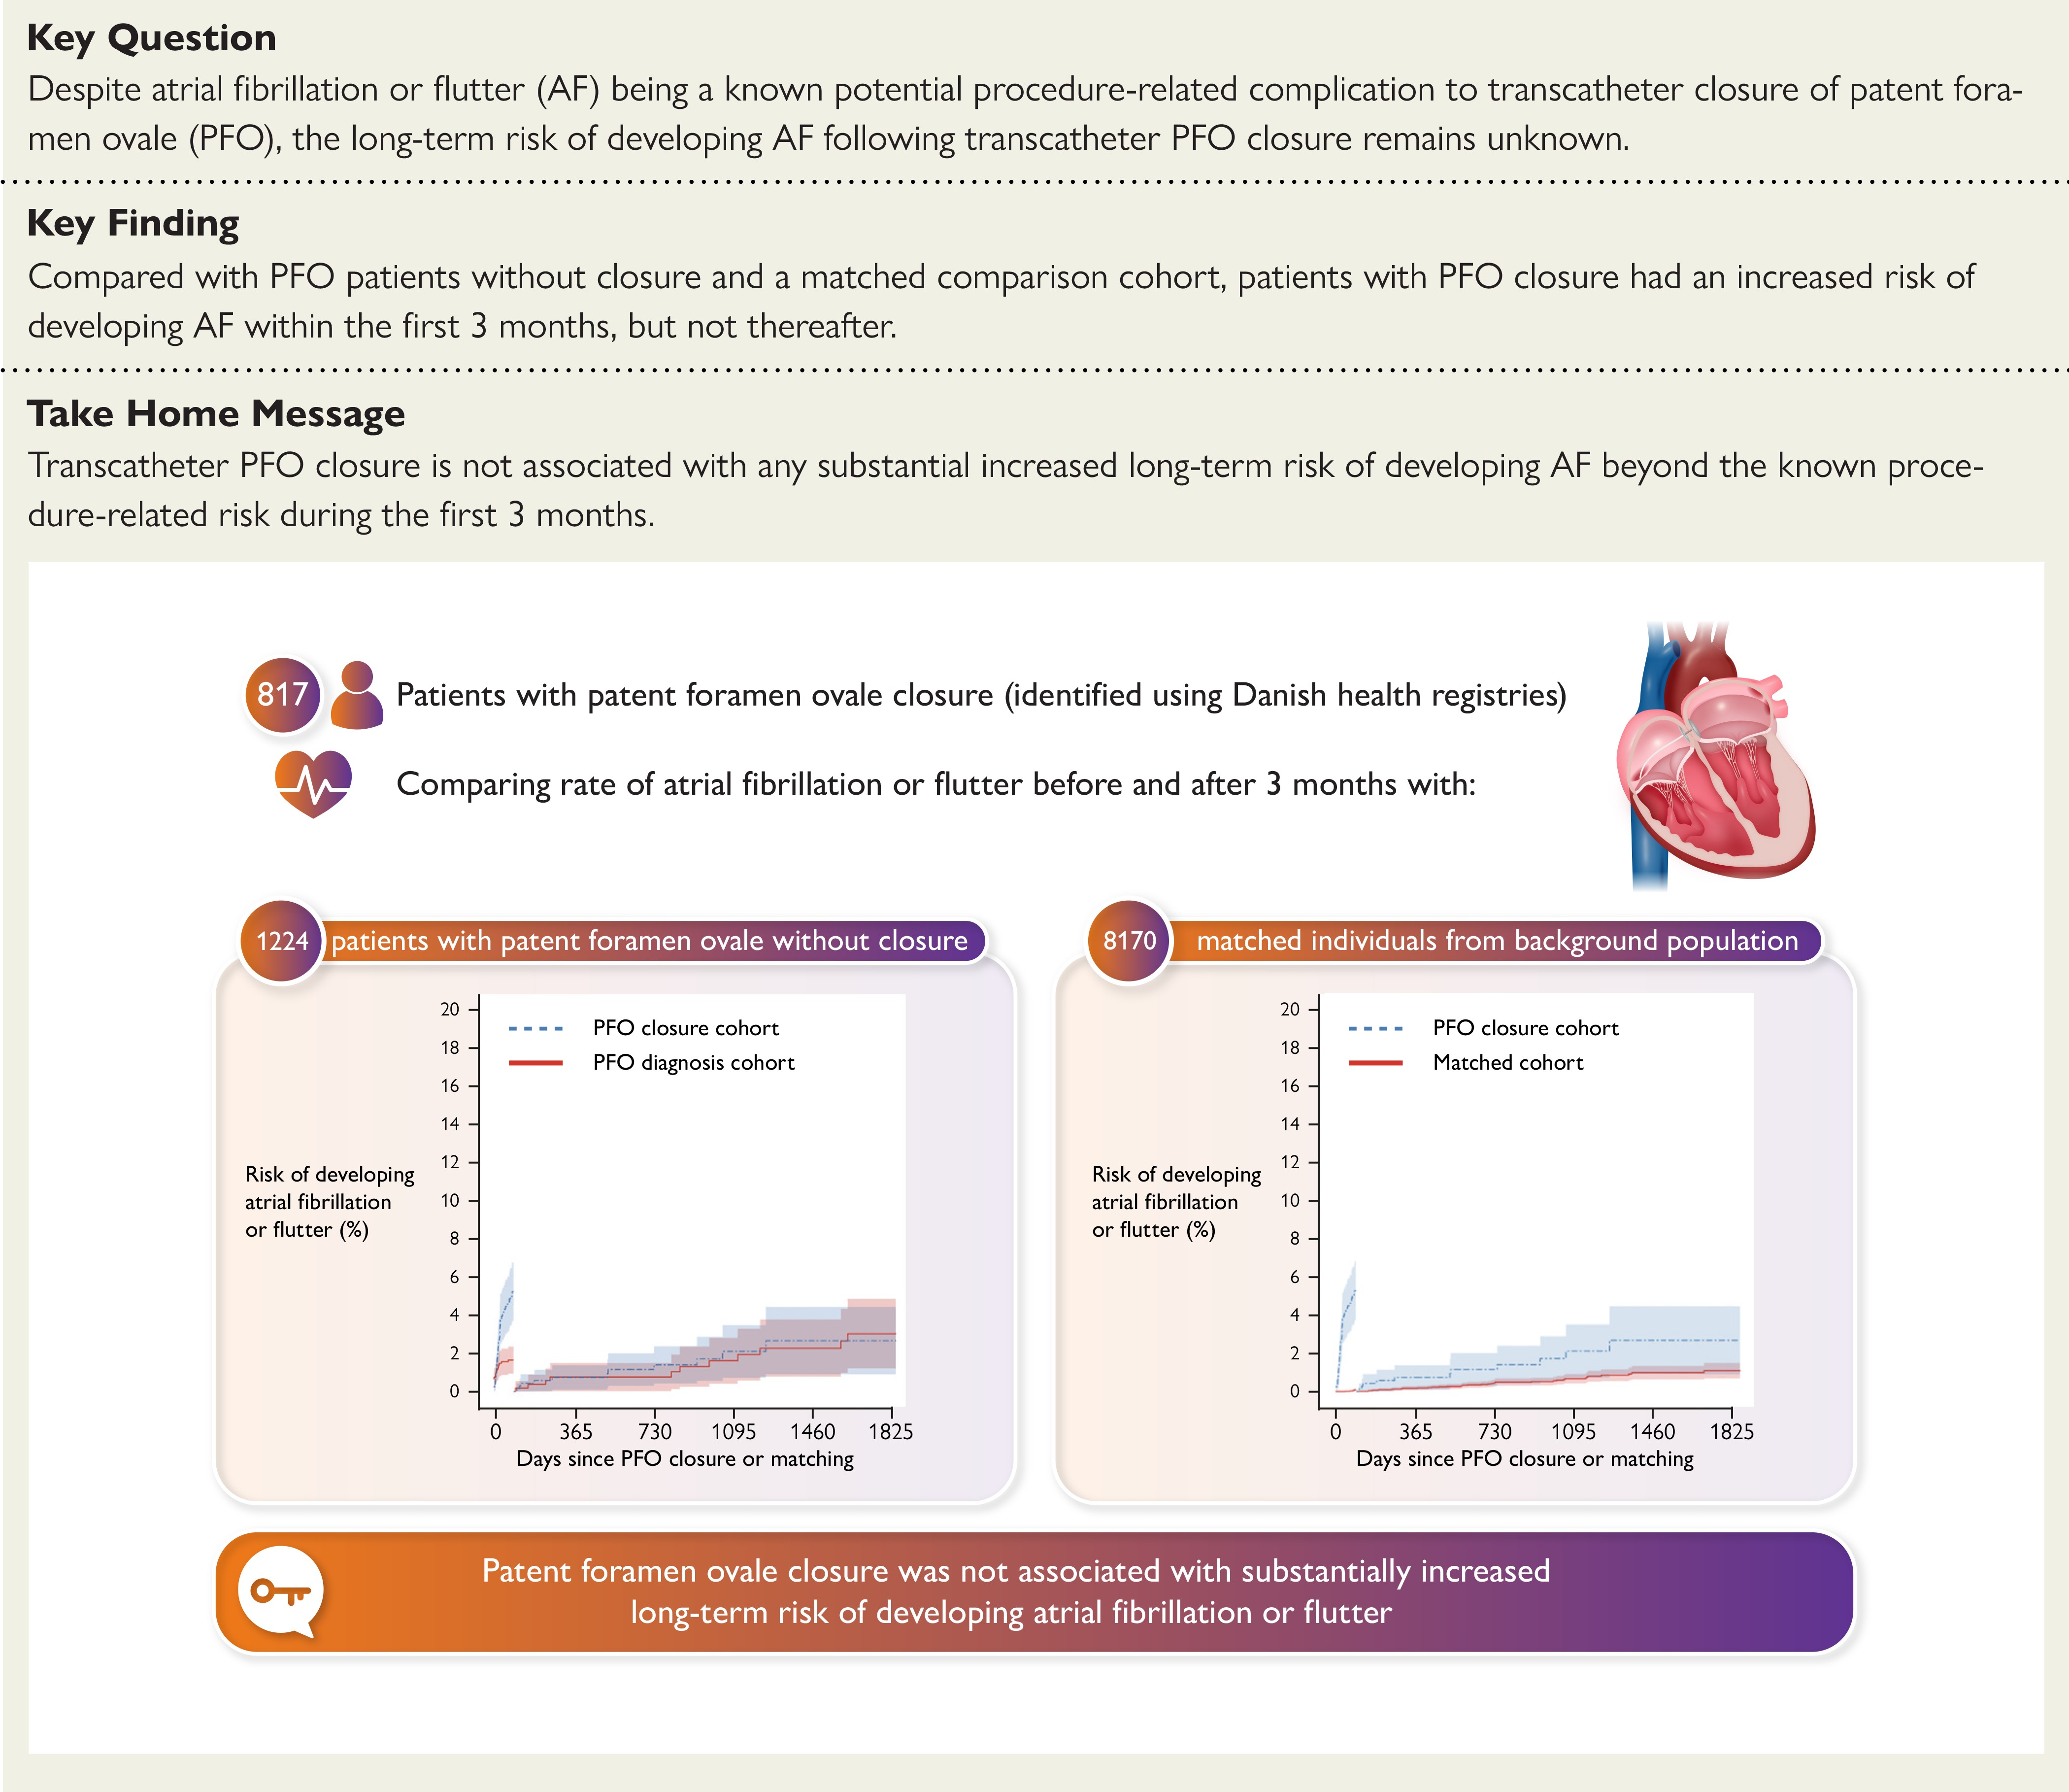 Key Question
Despite atrial fibrillation or flutter (AF) being a known potential procedure-related complication to transcatheter closure of patent fora-
men ovale (PFO), the long-term risk of developing AF following transcatheter PFO closure remains unknown.
Key Finding
Compared with PFO patients without closure and a matched comparison cohort, patients with PFO closure had an increased risk of
developing AF within the first 3 months, but not thereafter.
Take Home Message
Transcatheter PFO closure is not associated with any substantial increased long-term risk of developing AF beyond the known proce-
dure-related risk during the first 3 months.
817 Patients with patent foramen ovale closure (identified using Danish health registries)
Comparing rate of atrial fibrillation or flutter before and after 3 months with:
1224 patients with patent foramen ovale without closure
20
18
16
14
12
10
8
6
4
2
0
PFO closure cohort
PFO diagnosis cohort
Risk of developing
atrial fibrillation
or flutter (%)
0 365 730 1095 1460 1825
Days since PFO closure or matching
8170 matched individuals from background population
20
18
16
14
12
10
8
6
4
2
0
PFO closure cohort
Matched cohort
Risk of developing
atrial fibrillation
or flutter (%)
0 365 730 1095 1460 1825
Days since PFO closure or matching
Patent foramen ovale closure was not associated with substantially increased
long-term risk of developing atrial fibrillation or flutter